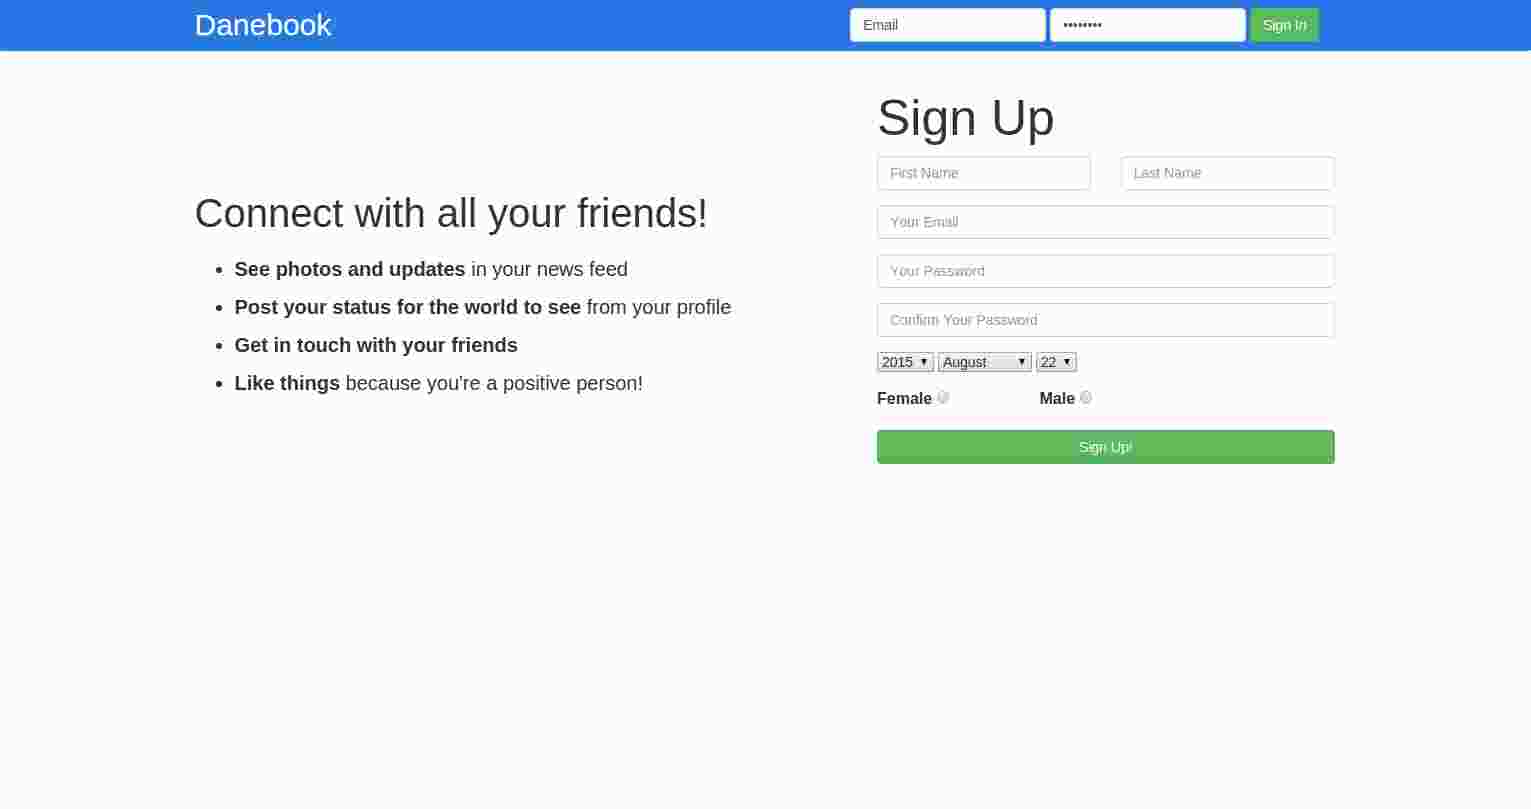 Danebook
Email
••••••••
Sign In
Sign Up
First Name
Last Name
Your Email
Your Password
Confirm Your Password
2015 August 22
Female
Male
Sign Up!
Connect with all your friends!
See photos and updates in your news feed
Post your status for the world to see from your profile
Get in touch with your friends
Like things because you're a positive person!